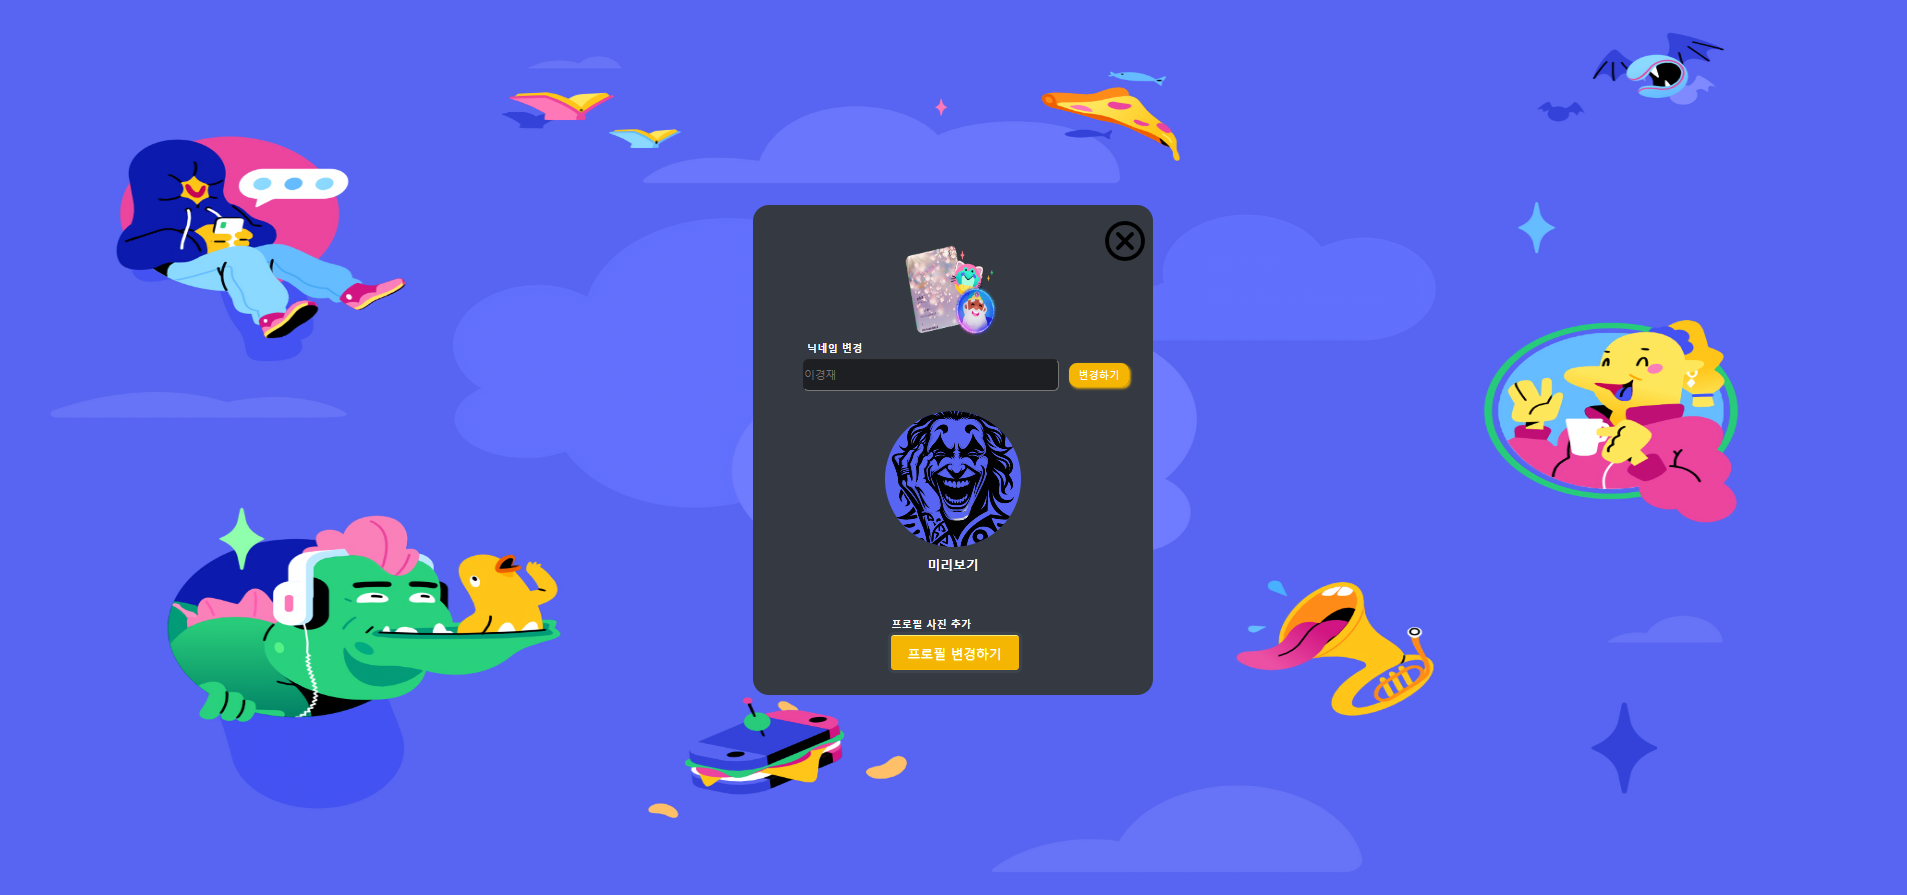 닉네임 변경
이경재
변경하기
미리보기
프로필 사진 추가
프로필 변경하기